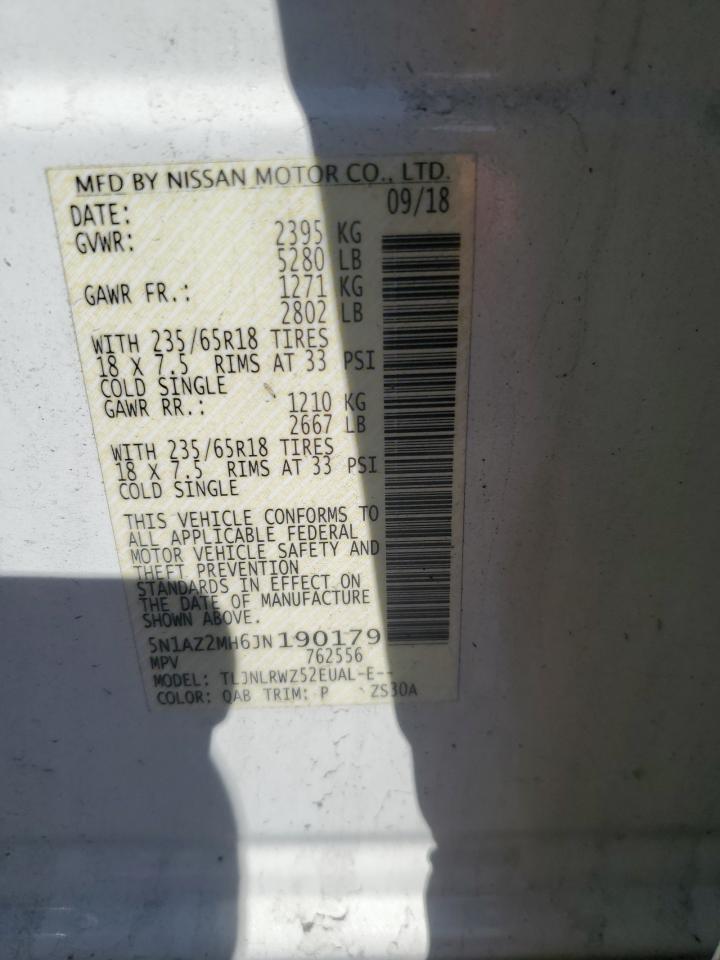 MFD BY NISSAN MOTOR CO., LTD.
DATE: 09/18
GVWR: 2395 KG
5280 LB
GAWR FR.: 1271 KG
2802 LB
WITH 235/65R18 TIRES
18 X 7.5 RIMS AT 33 PSI
COLD SINGLE
GAWR RR.: 1210 KG
2667 LB
WITH 235/65R18 TIRES
18 X 7.5 RIMS AT 33 PSI
COLD SINGLE
THIS VEHICLE CONFORMS TO
ALL APPLICABLE FEDERAL
MOTOR VEHICLE SAFETY AND
THEFT PREVENTION
STANDARDS IN EFFECT ON
THE DATE OF MANUFACTURE
SHOWN ABOVE.
5N1AZ2MH6JN190179
MPV 762556
MODEL: TLJNLRWZ52EUAL-E--
COLOR: QAB TRIM: P ZS30A